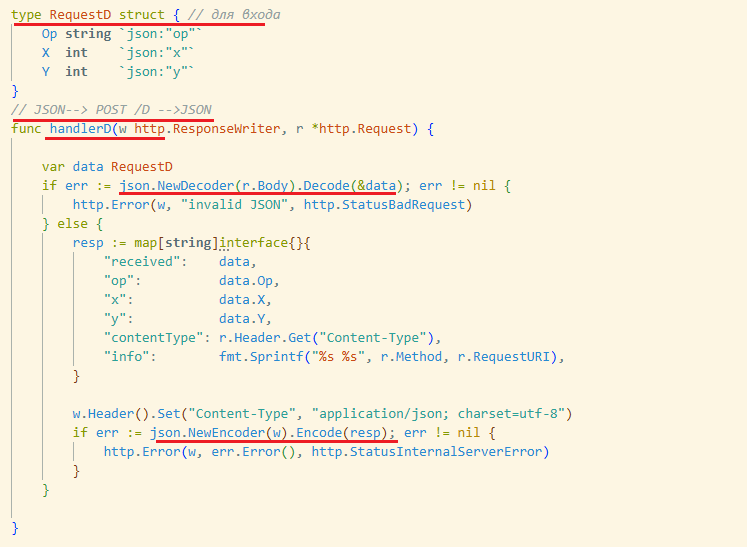 type RequestD struct { // для входа
    Op string `json:"op"`
    X  int    `json:"x"`
    Y  int    `json:"y"`
}
// JSON--> POST /D -->JSON
func handlerD(w http.ResponseWriter, r *http.Request) {
    var data RequestD
    if err := json.NewDecoder(r.Body).Decode(&data); err != nil {
        http.Error(w, "invalid JSON", http.StatusBadRequest)
    } else {
        resp := map[string]interface{}{
            "received":    data,
            "op":          data.Op,
            "x":           data.X,
            "y":           data.Y,
            "contentType": r.Header.Get("Content-Type"),
            "info":        fmt.Sprintf("%s %s", r.Method, r.RequestURI),
        }
        w.Header().Set("Content-Type", "application/json; charset=utf-8")
        if err := json.NewEncoder(w).Encode(resp); err != nil {
            http.Error(w, err.Error(), http.StatusInternalServerError)
        }
    }
}